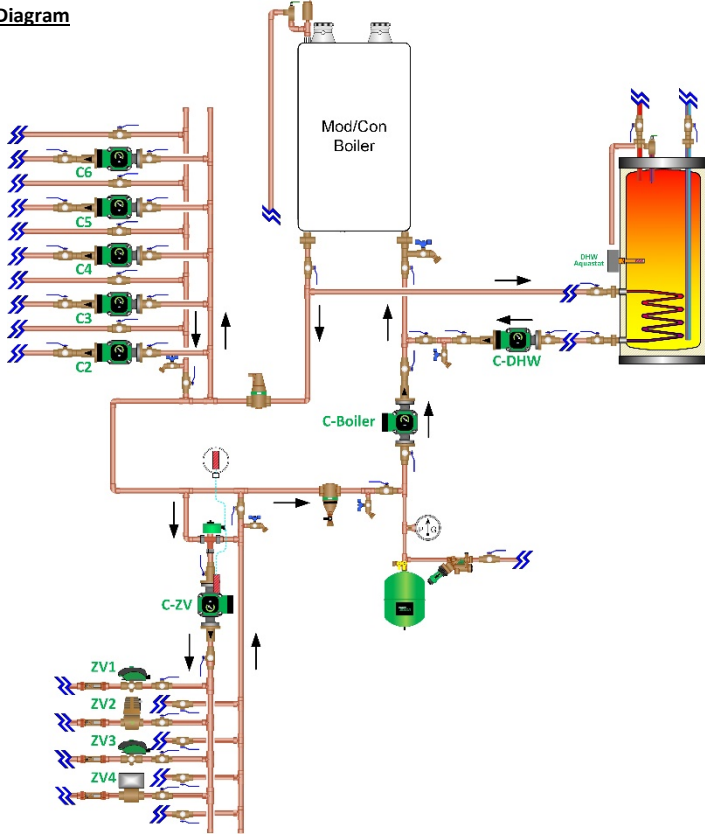 Diagram
Mod/Con
Boiler
C6
C5
C4
C3
C2
DHW
Aquastat
C-DHW
C-Boiler
C-ZV
ZV1
ZV2
ZV3
ZV4